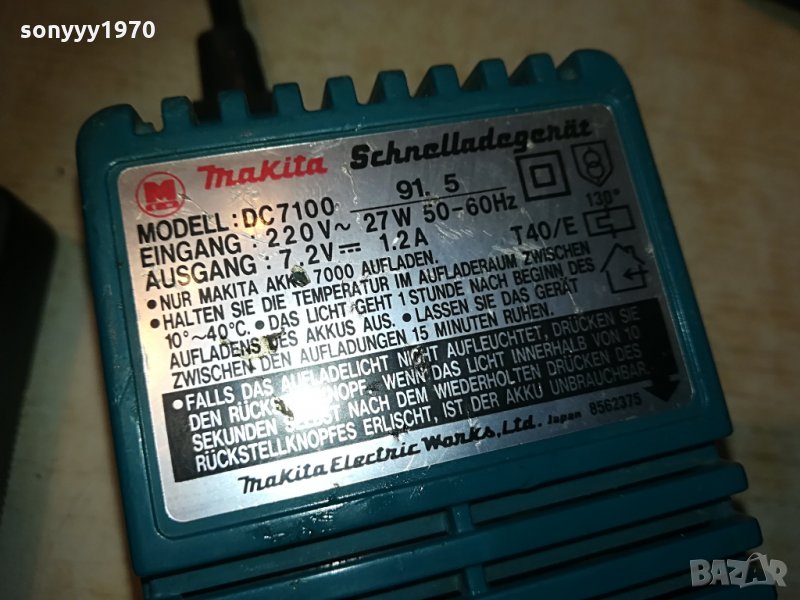 sonyyy1970
makita Schnelladegerät
MODELL: DC7100 91. 5
EINGANG : 220V~ 27W 50-60Hz
AUSGANG : 7.2V⎓ 1.2A T40/E 130°
•NUR MAKITA AKKU 7000 AUFLADEN.
•HALTEN SIE DIE TEMPERATUR IM AUFLADERAUM ZWISCHEN
10°~40°C. •DAS LICHT GEHT 1 STUNDE NACH BEGINN DES
AUFLADENS DES AKKUS AUS. •LASSEN SIE DAS GERÄT
ZWISCHEN DEN AUFLADUNGEN 15 MINUTEN RUHEN.
•FALLS DAS AUFLADELICHT NICHT AUFLEUCHTET, DRÜCKEN SIE
DEN RÜCKSTELLKNOPF. WENN DAS LICHT INNERHALB VON 10
SEKUNDEN SELBST NACH DEM WIEDERHOLTEN DRÜCKEN DES
RÜCKSTELLKNOPFES ERLISCHT, IST DER AKKU UNBRAUCHBAR.
Makita Electric Works, Ltd. Japan 8562375
BAZAR